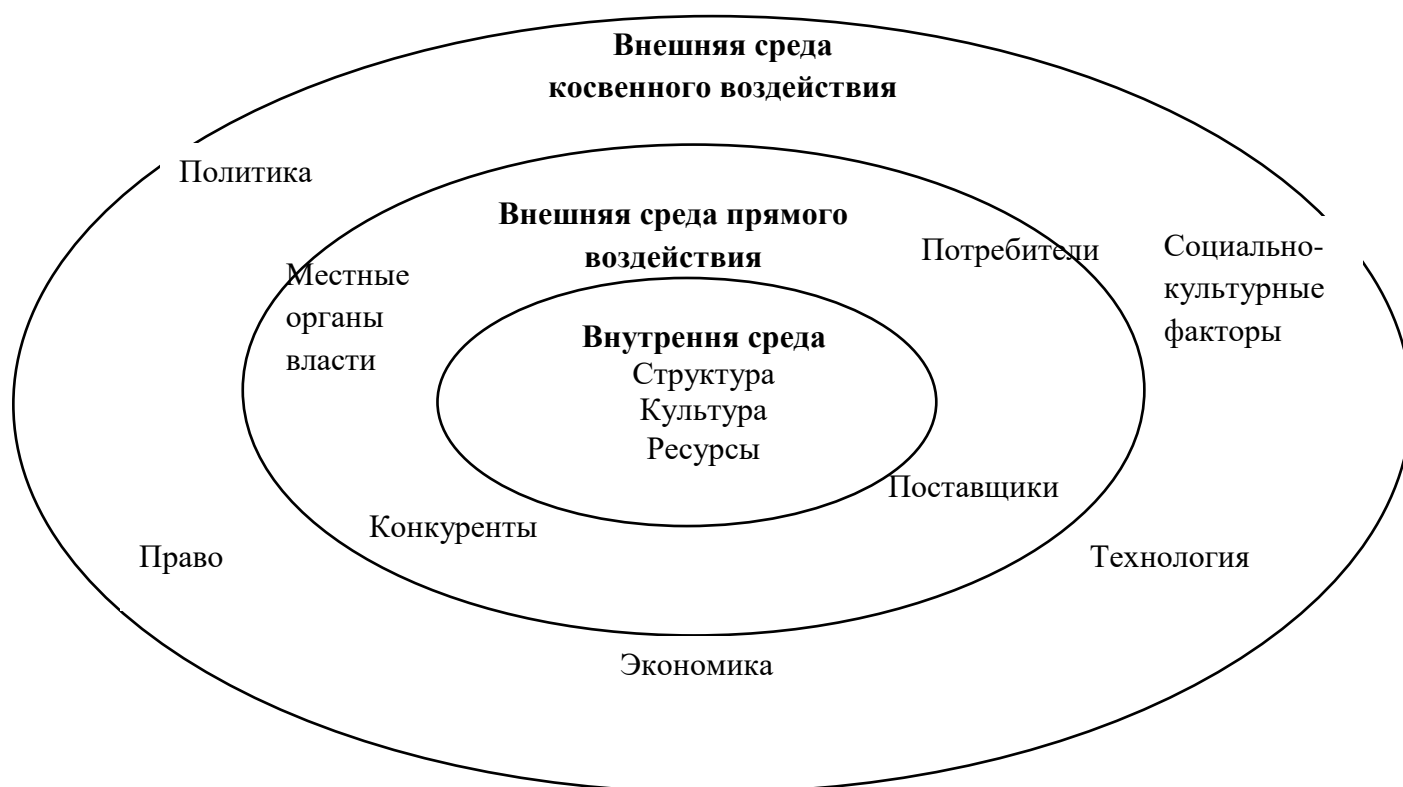 Внешняя среда
косвенного воздействия
Политика
Внешняя среда прямого
воздействия
Потребители
Социально-
культурные
факторы
Местные
органы
власти
Внутрення среда
Структура
Культура
Ресурсы
Поставщики
Конкуренты
Право
Технология
Экономика